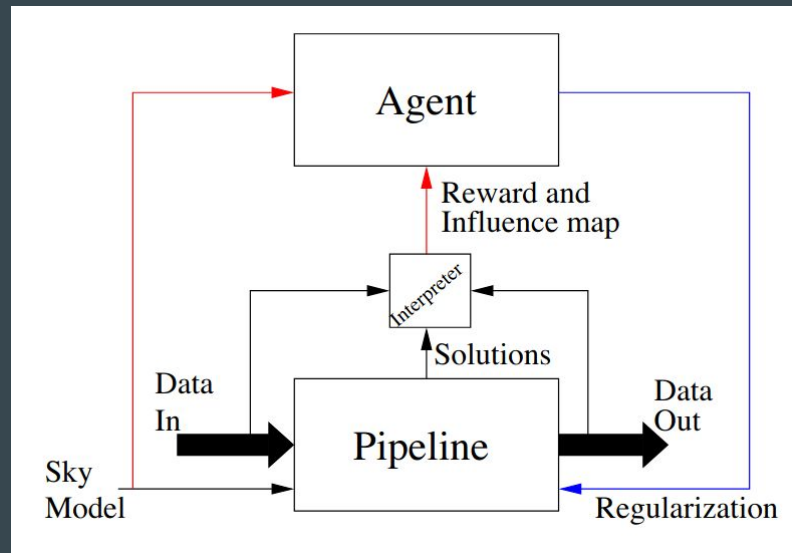 Agent
Reward and
Influence map
Interpreter
Solutions
Data
In
Data
Out
Pipeline
Sky
Model
Regularization